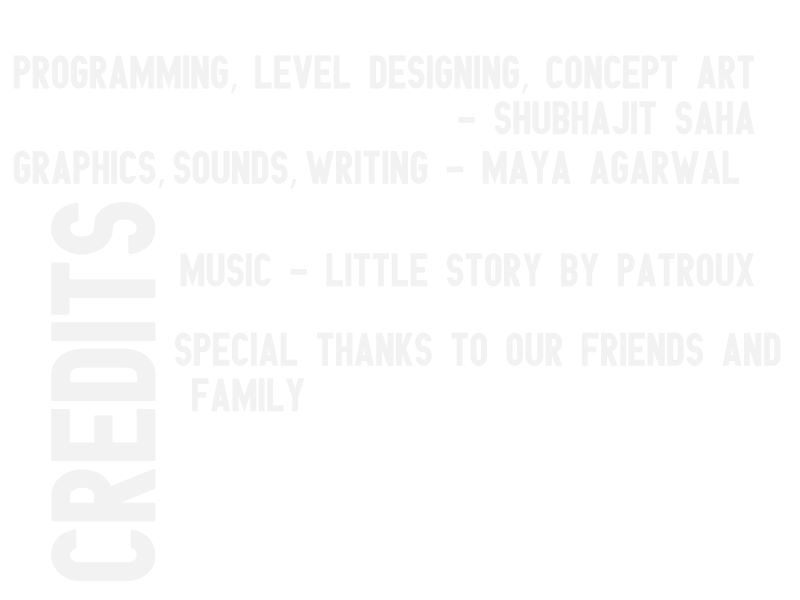 PROGRAMMING, LEVEL DESIGNING, CONCEPT ART
- SHUBHAJIT SAHA
GRAPHICS, SOUNDS, WRITING - MAYA AGARWAL
CREDITS
MUSIC - LITTLE STORY BY PATROUX
SPECIAL THANKS TO OUR FRIENDS AND
FAMILY